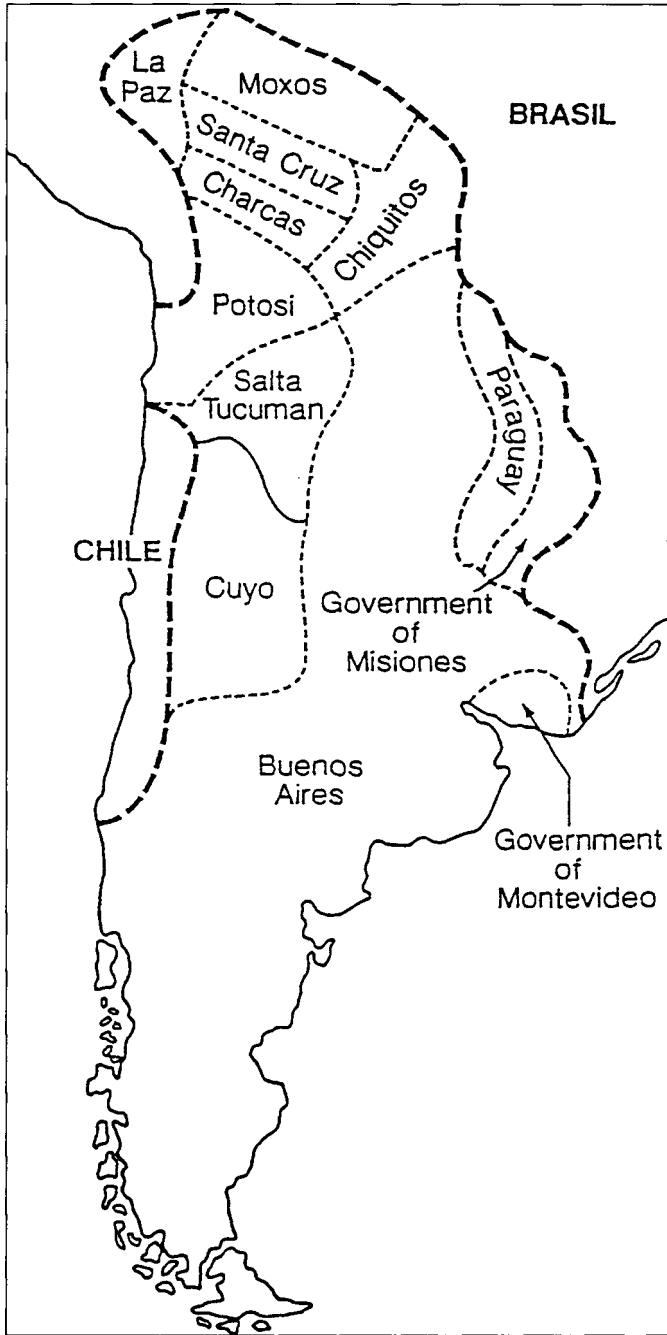 La
Paz
Moxos
BRASIL
Santa Cruz
Charcas
Chiquitos
Potosi
Salta
Tucuman
Paraguay
CHILE
Cuyo
Government
of
Misiones
Buenos
Aires
Government
of
Montevideo